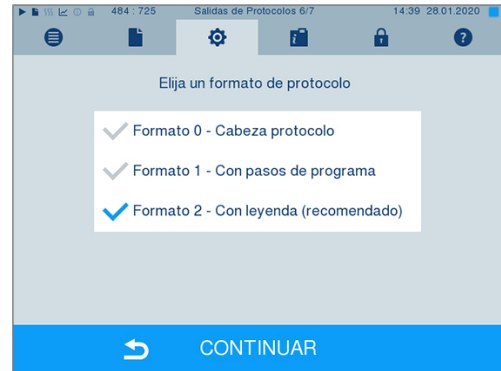 484 : 725 Salidas de Protocolos 6/7 14:39 28.01.2020
Elija un formato de protocolo
Formato 0 - Cabeza protocolo
Formato 1 - Con pasos de programa
Formato 2 - Con leyenda (recomendado)
CONTINUAR